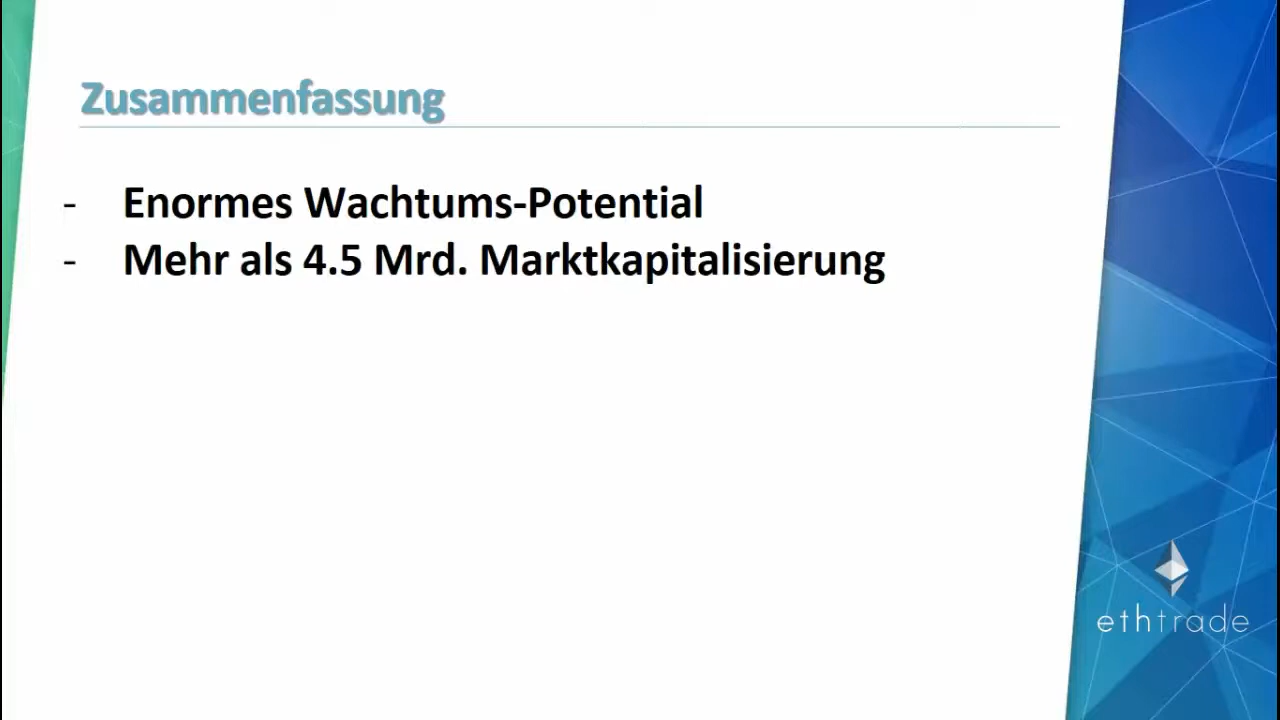 Zusammenfassung
- Enormes Wachtums-Potential
- Mehr als 4.5 Mrd. Marktkapitalisierung
ethtrade